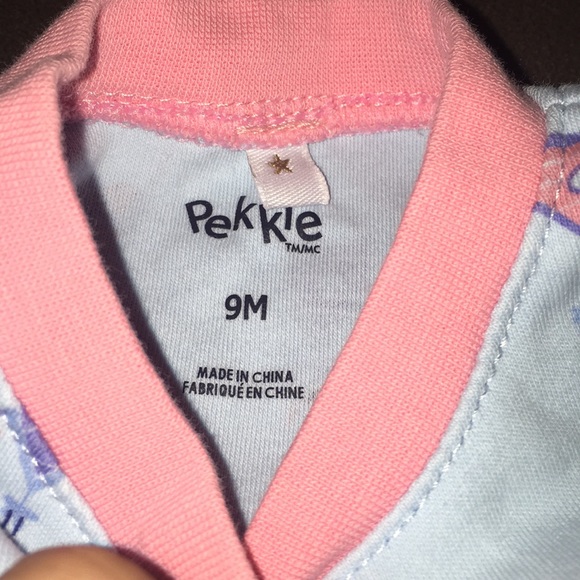 Pekkle
TM/MC
9M
MADE IN CHINA
FABRIQUÉ EN CHINE